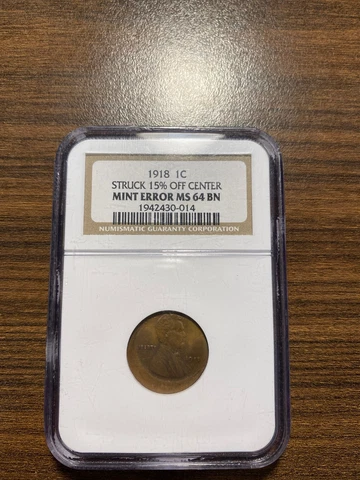 1918 1C
STRUCK 15% OFF CENTER
MINT ERROR MS 64 BN
1942430-014
NUMISMATIC GUARANTY CORPORATION